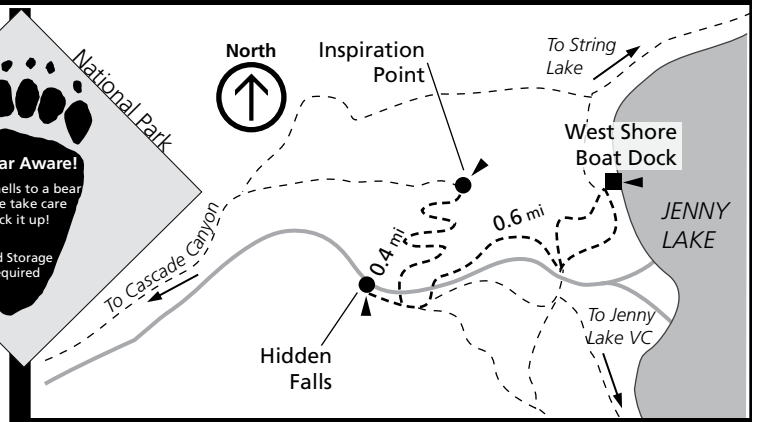 National Park
ar Aware!
ells to a bear
e take care
ck it up!
d Storage
equired
North
Inspiration
Point
To String
Lake
West Shore
Boat Dock
JENNY
LAKE
0.6 mi
0.4 mi
To Cascade Canyon
Hidden
Falls
To Jenny
Lake VC